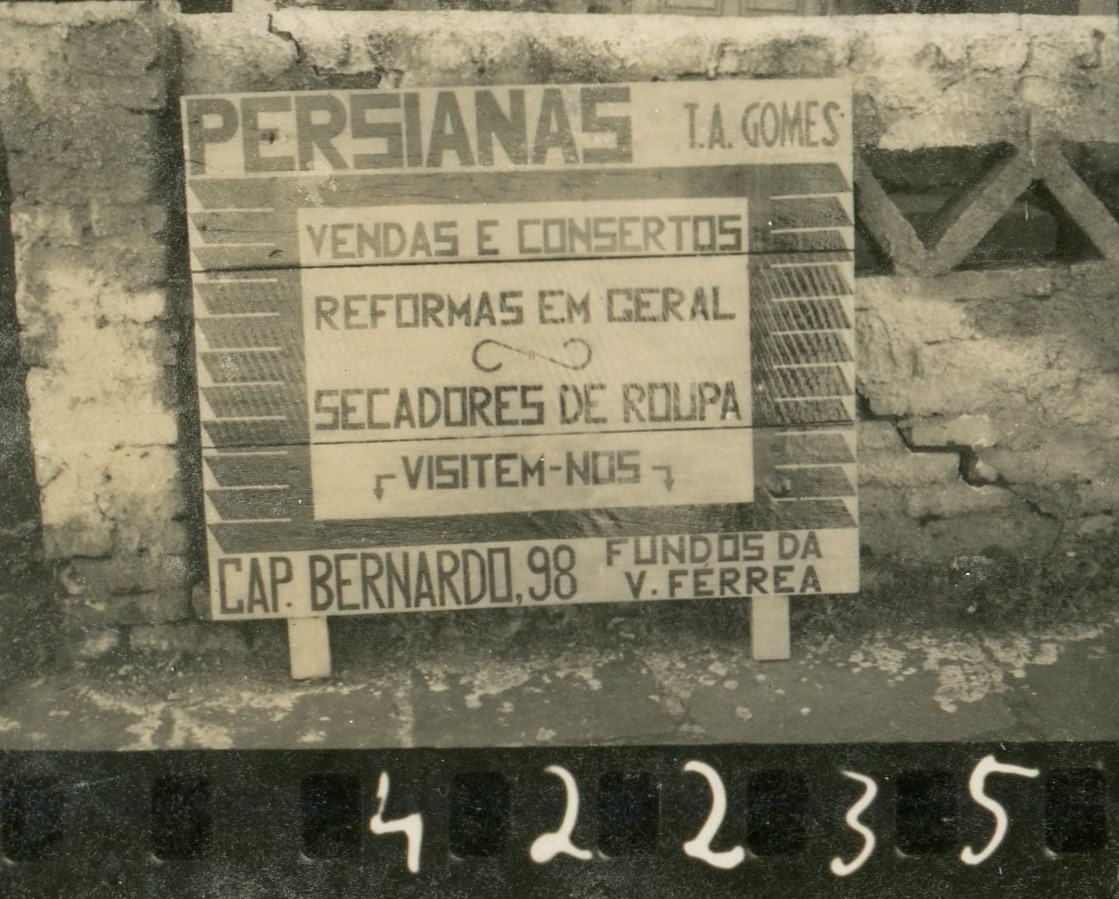 PERSIANAS T.A. GOMES
VENDAS E CONSERTOS
REFORMAS EM GERAL
SECADORES DE ROUPA
VISITEM-NOS
CAP. BERNARDO, 98
FUNDOS DA
V. FÉRREA
42235